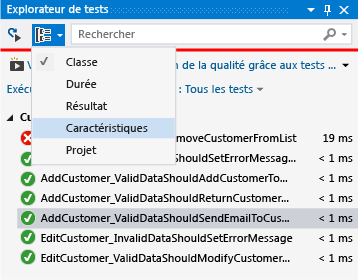 Explorateur de tests
Rechercher
Classe
n de la qualité grâce aux tests ...
Durée
Exécu
: Tous les tests
Résultat
Caractéristiques
Projet
moveCustomerFromList 19 ms
ShouldSetErrorMessag... < 1 ms
AddCustomer_ValidDataShouldAddCustomerTo... < 1 ms
AddCustomer_ValidDataShouldReturnCustomer... < 1 ms
AddCustomer_ValidDataShouldSendEmailToCus... < 1 ms
EditCustomer_InvalidDataShouldSetErrorMessage < 1 ms
EditCustomer_ValidDataShouldModifyCustomer... < 1 ms